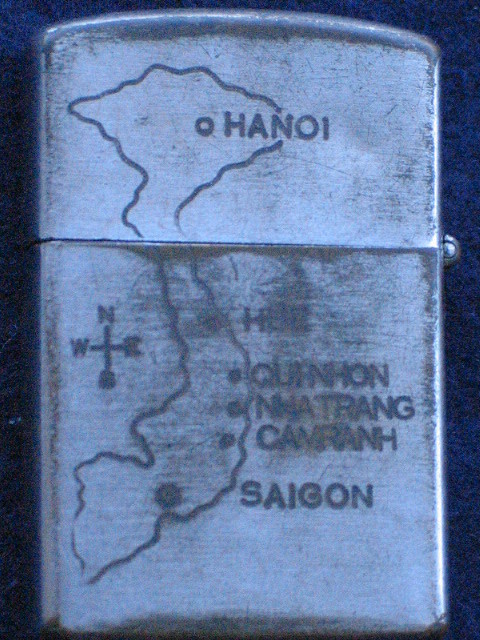 HANOI
HUE
N
W E
S
QUINHON
NHATRANG
CAMRANH
SAIGON